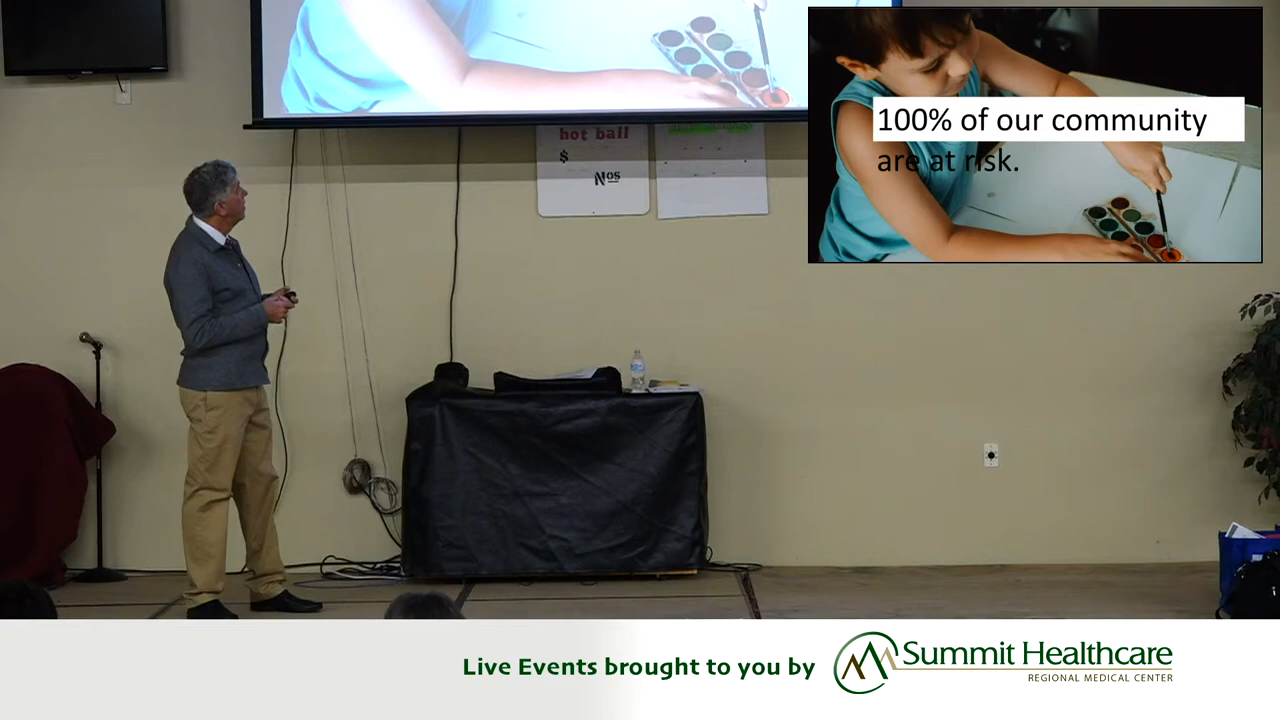 100% of our community
are at risk.
hot ball
$
Nos
Live Events brought to you by
Summit Healthcare
REGIONAL MEDICAL CENTER